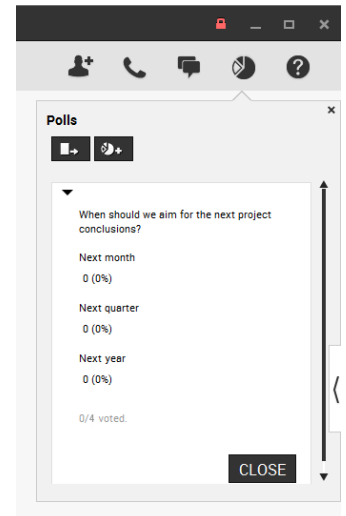 Polls
When should we aim for the next project
conclusions?
Next month
0 (0%)
Next quarter
0 (0%)
Next year
0 (0%)
0/4 voted.
CLOSE